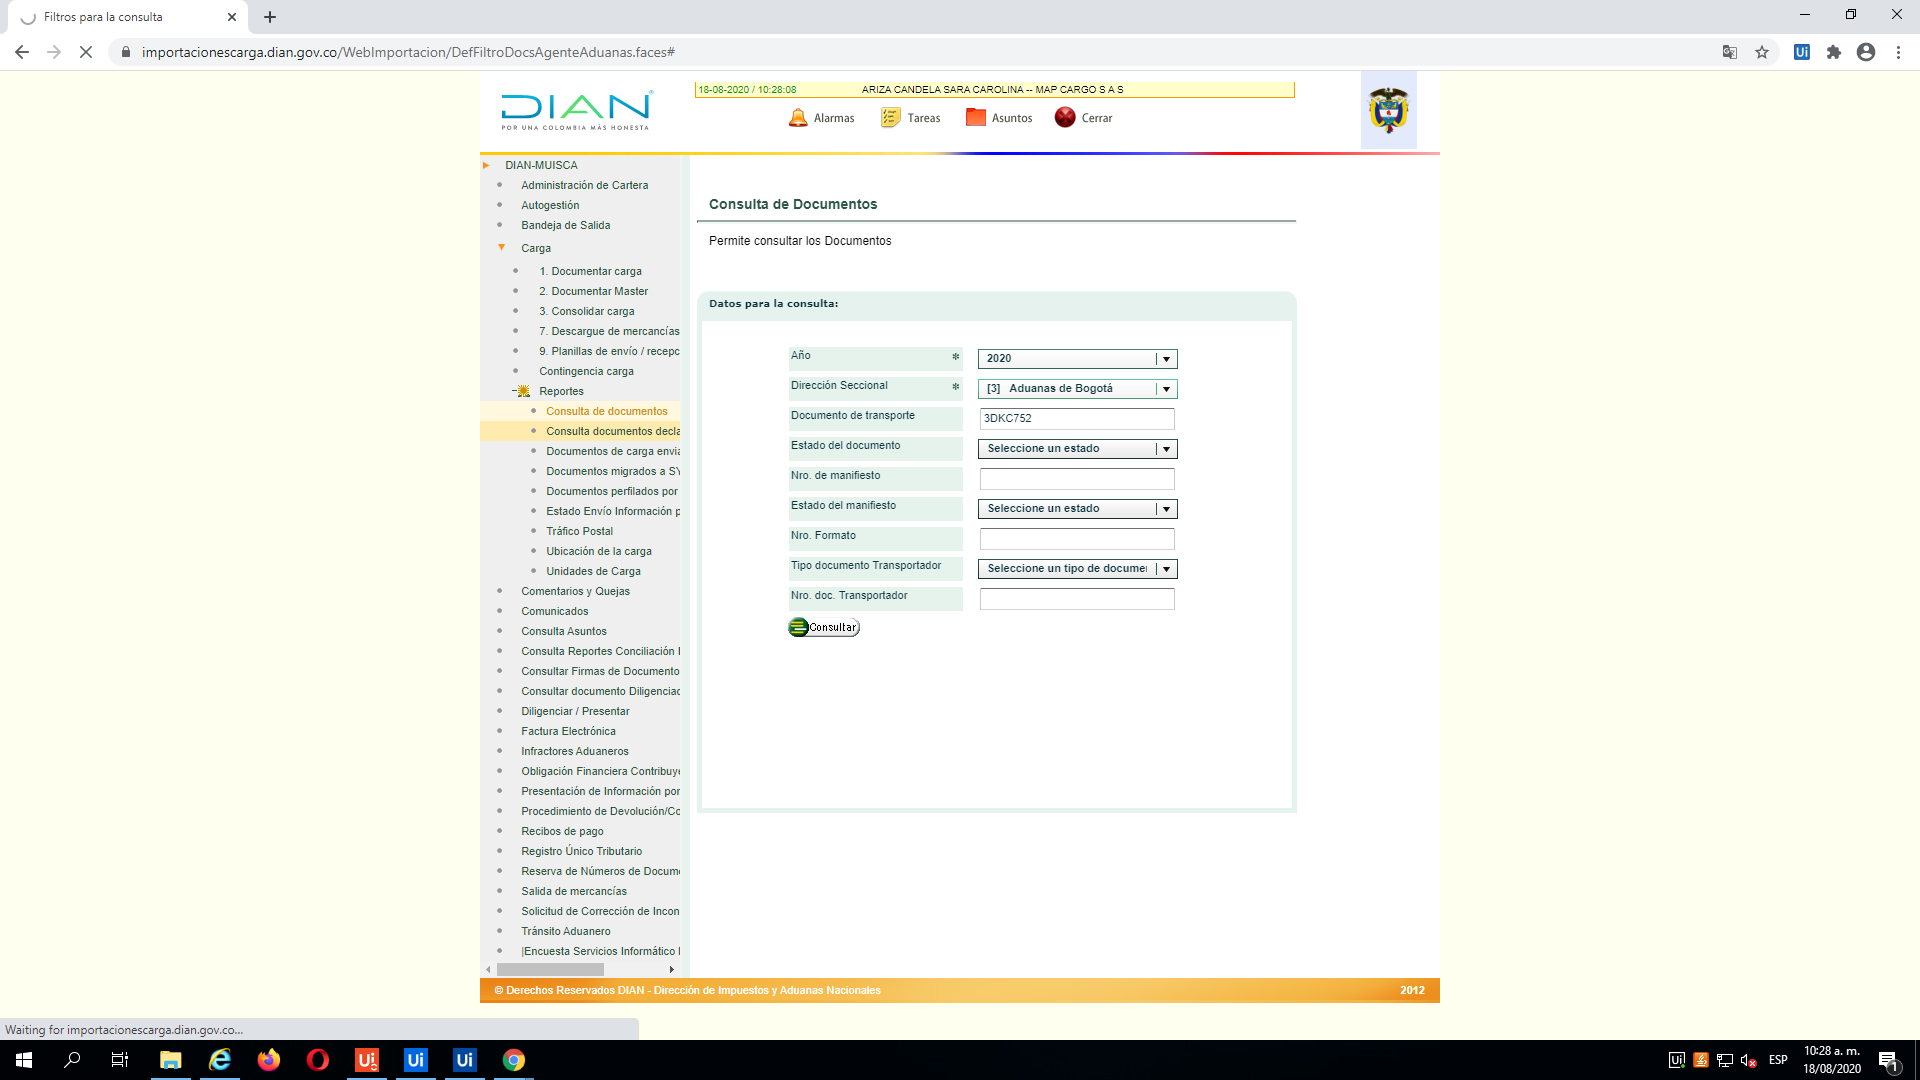 Filtros para la consulta
importacionescarga.dian.gov.co/WebImportacion/DefFiltroDocsAgenteAduanas.faces#
DIAN
POR UNA COLOMBIA MÁS HONESTA
18-08-2020 / 10:28:08 ARIZA CANDELA SARA CAROLINA -- MAP CARGO S A S
Alarmas Tareas Asuntos Cerrar
DIAN-MUISCA
Administración de Cartera
Autogestión
Bandeja de Salida
Carga
1. Documentar carga
2. Documentar Master
3. Consolidar carga
7. Descargue de mercancías
9. Planillas de envío / recepc
Contingencia carga
Reportes
Consulta de documentos
Consulta documentos decla
Documentos de carga envia
Documentos migrados a SY
Documentos perfilados por
Estado Envío Información p
Tráfico Postal
Ubicación de la carga
Unidades de Carga
Comentarios y Quejas
Comunicados
Consulta Asuntos
Consulta Reportes Conciliación
Consultar Firmas de Documento
Consultar documento Diligenciad
Diligenciar / Presentar
Factura Electrónica
Infractores Aduaneros
Obligación Financiera Contribuye
Presentación de Información por
Procedimiento de Devolución/Co
Recibos de pago
Registro Único Tributario
Reserva de Números de Docume
Salida de mercancías
Solicitud de Corrección de Incon
Tránsito Aduanero
|Encuesta Servicios Informático
Consulta de Documentos
Permite consultar los Documentos
Datos para la consulta:
Año * 2020
Dirección Seccional * [3] Aduanas de Bogotá
Documento de transporte 3DKC752
Estado del documento Seleccione un estado
Nro. de manifiesto
Estado del manifiesto Seleccione un estado
Nro. Formato
Tipo documento Transportador Seleccione un tipo de documen
Nro. doc. Transportador
Consultar
© Derechos Reservados DIAN - Dirección de Impuestos y Aduanas Nacionales 2012
Waiting for importacionescarga.dian.gov.co...
ESP
10:28 a. m.
18/08/2020
1